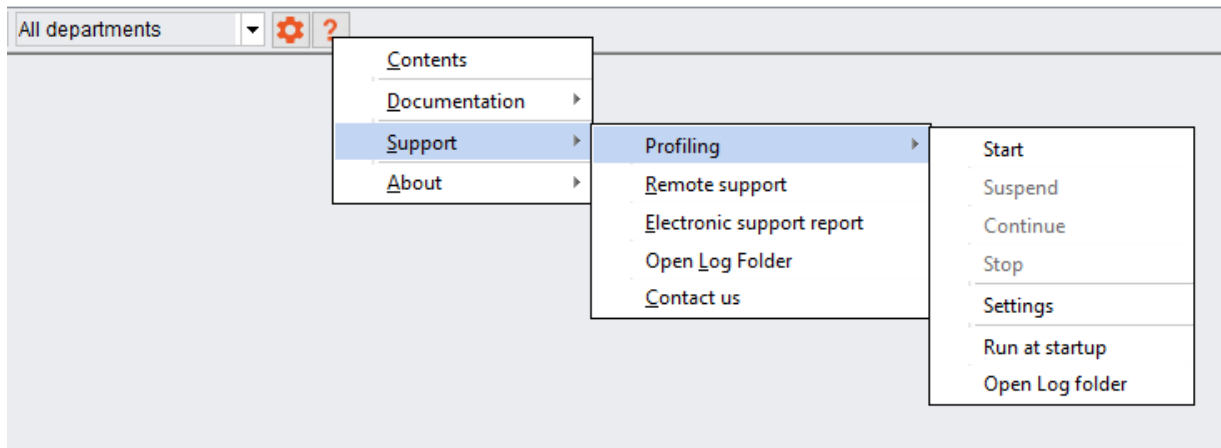 All departments
?
Contents
Documentation
Support
About
Profiling
Remote support
Electronic support report
Open Log Folder
Contact us
Start
Suspend
Continue
Stop
Settings
Run at startup
Open Log folder